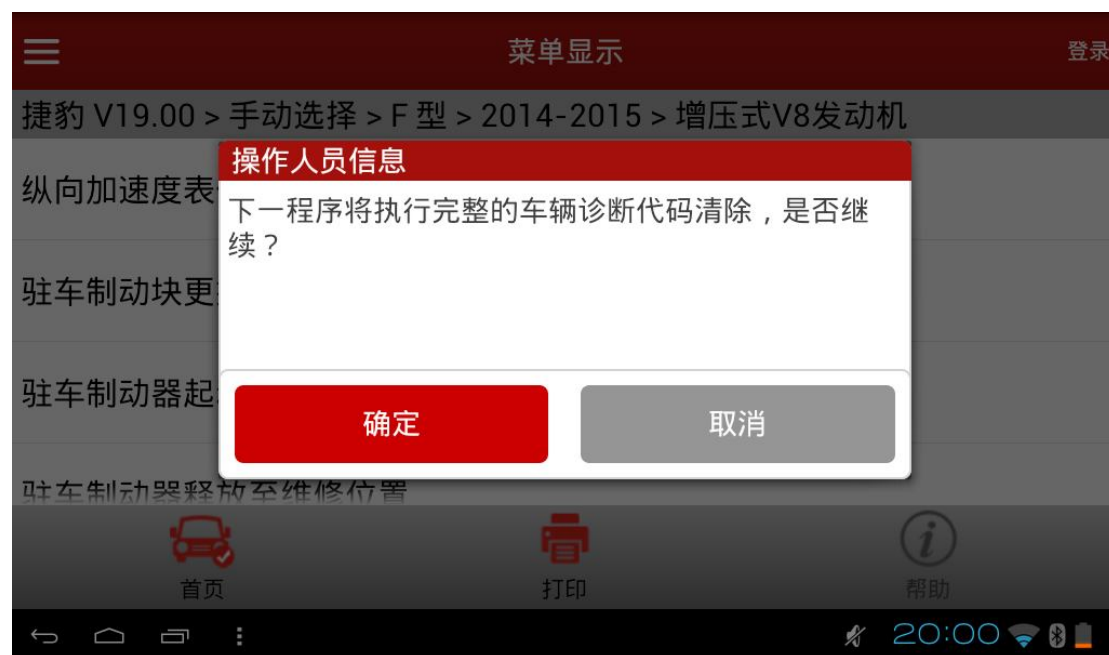 菜单显示
登录
捷豹 V19.00 > 手动选择 > F 型 > 2014-2015 > 增压式V8发动机
操作人员信息
纵向加速度表
下一程序将执行完整的车辆诊断代码清除，是否继
续？
驻车制动块更
驻车制动器起
确定
取消
驻车制动器释放至维修位置
首页
打印
帮助
20:00